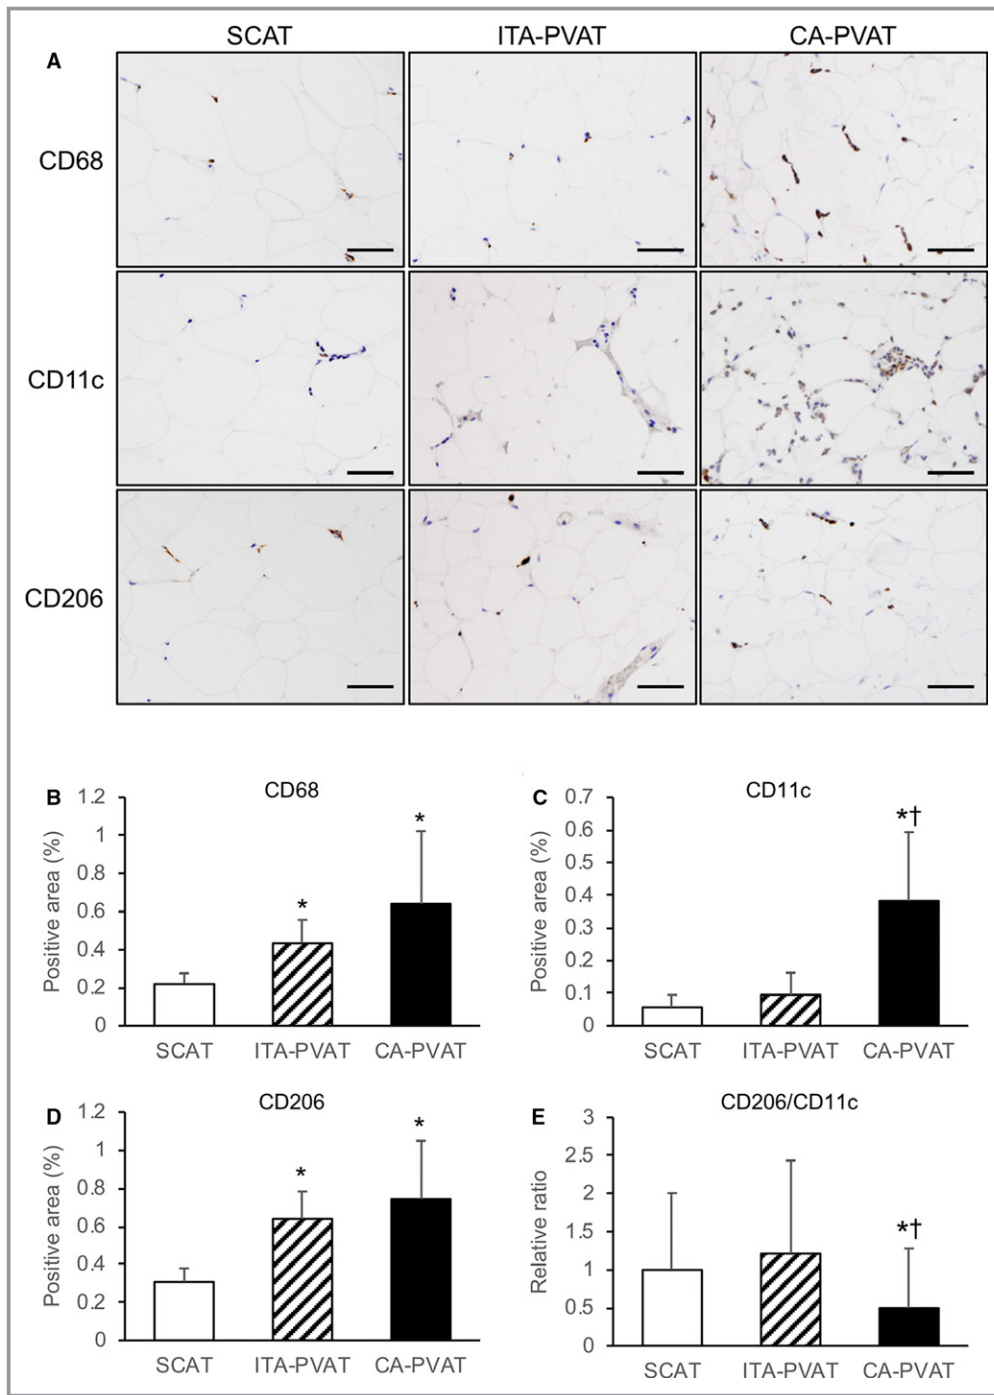 SCAT ITA-PVAT CA-PVAT
A
CD68
CD11c
CD206
B CD68
Positive area (%)
1.2
1
0.8
0.6
0.4
0.2
0
* *
SCAT ITA-PVAT CA-PVAT
C CD11c
Positive area (%)
0.7
0.6
0.5
0.4
0.3
0.2
0.1
0
*†
SCAT ITA-PVAT CA-PVAT
D CD206
Positive area (%)
1.2
1
0.8
0.6
0.4
0.2
0
* *
SCAT ITA-PVAT CA-PVAT
E CD206/CD11c
Relative ratio
3
2.5
2
1.5
1
0.5
0
*†
SCAT ITA-PVAT CA-PVAT